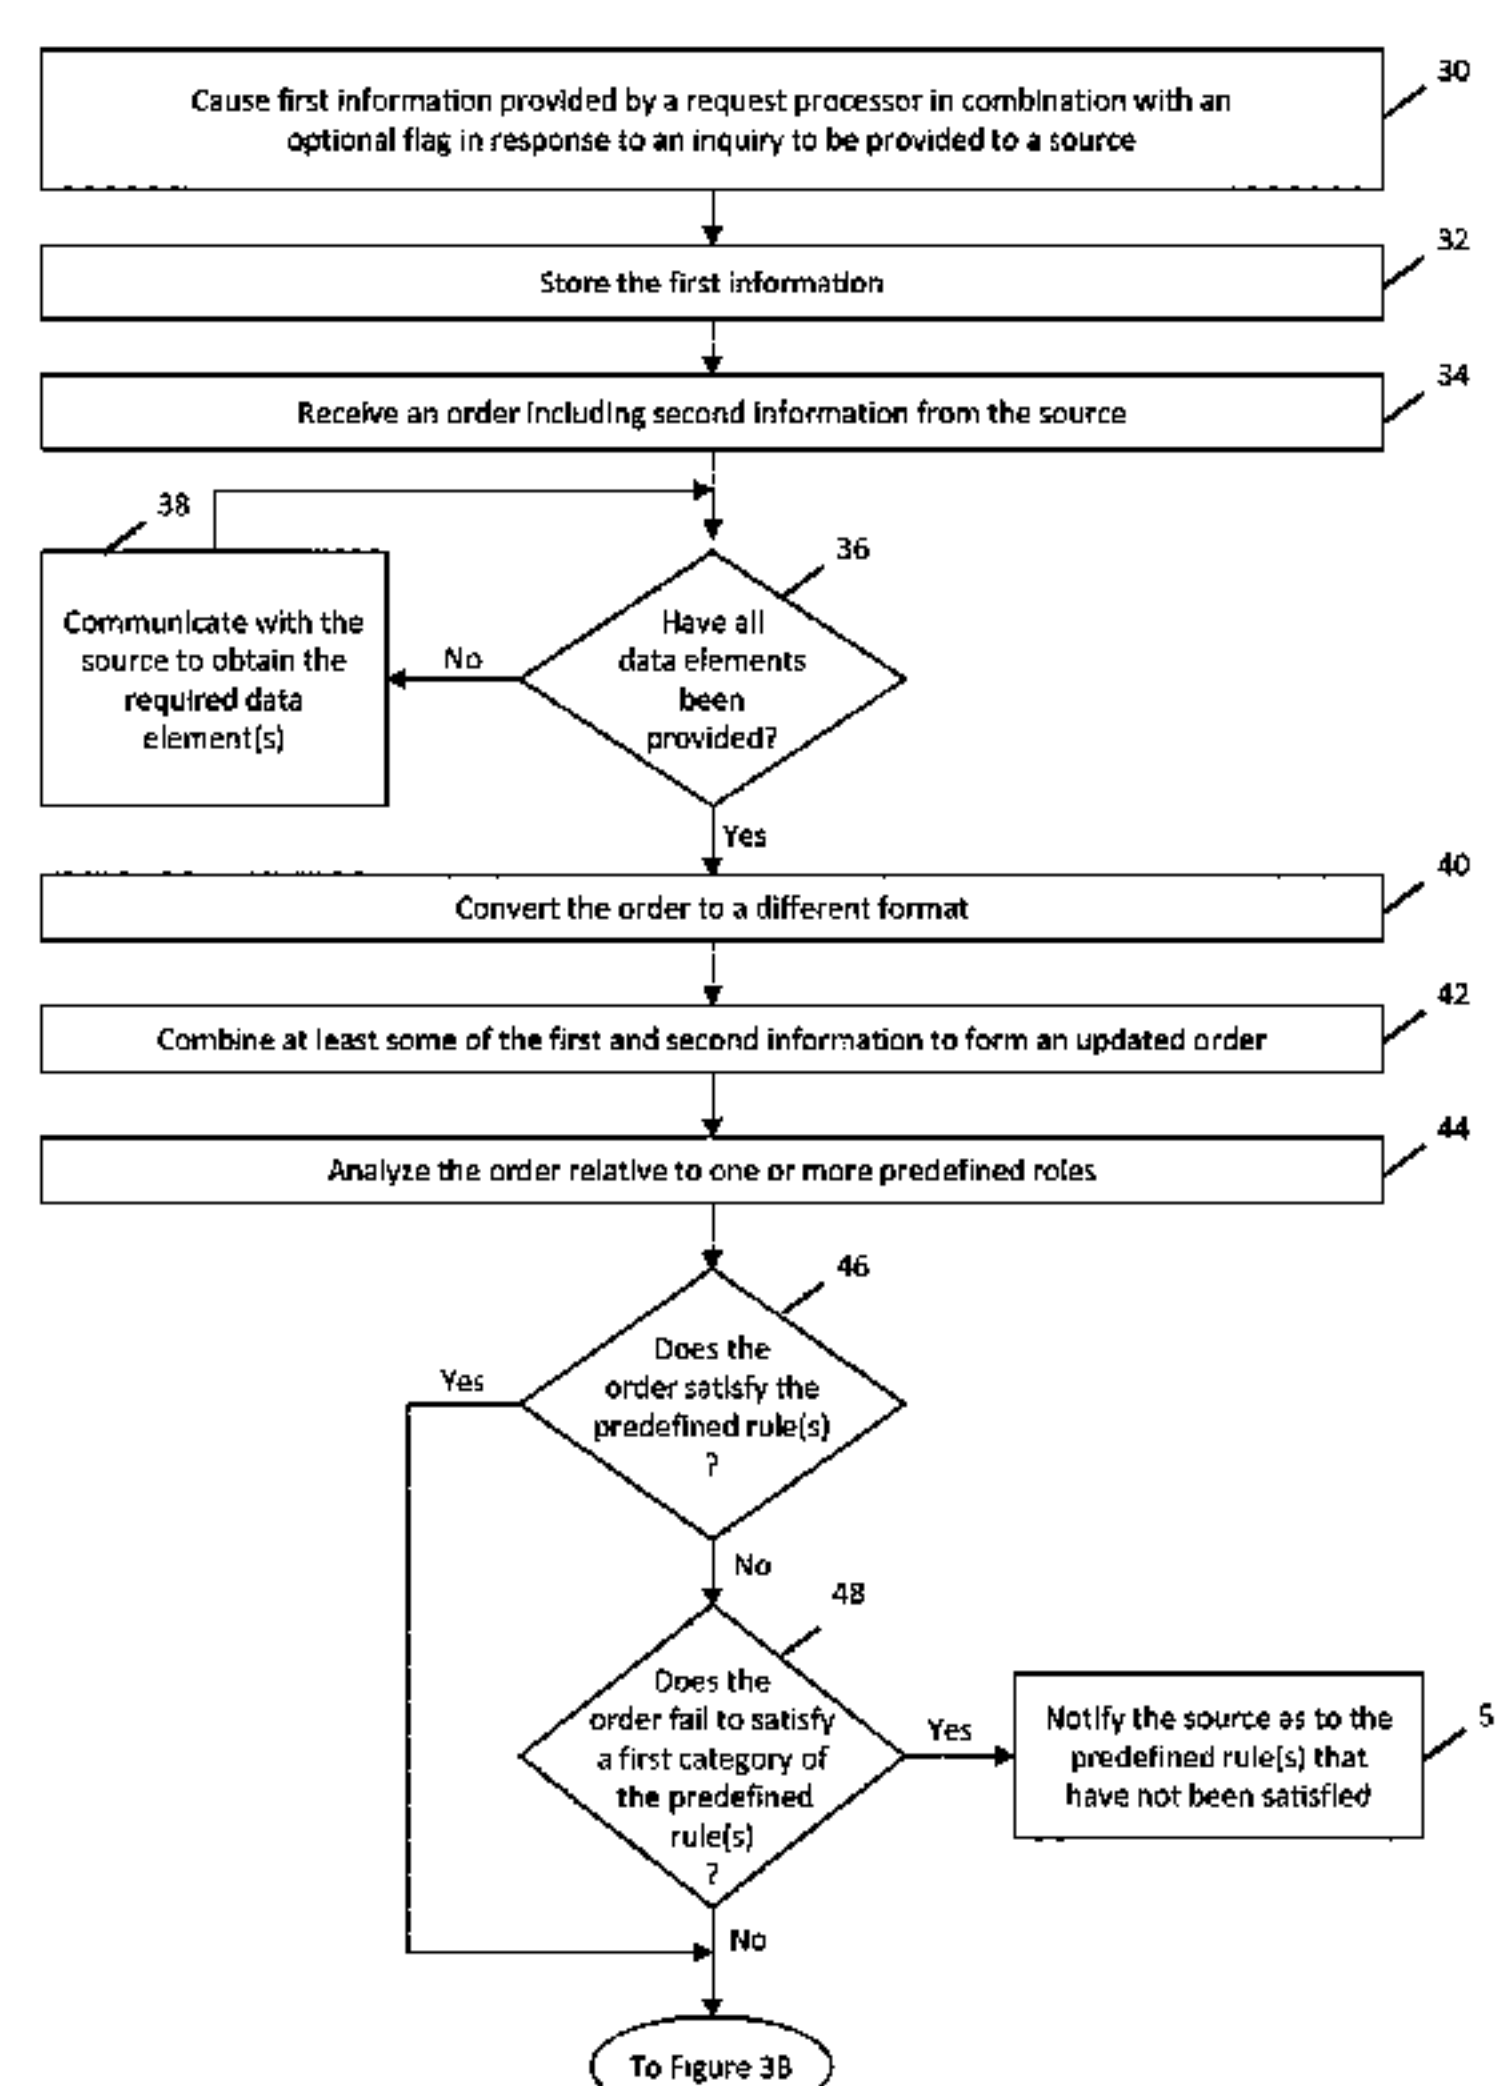 30
Cause first information provided by a request processor in combination with an
optional flag in response to an inquiry to be provided to a source
32
Store the first information
34
Receive an order including second information from the source
38
36
Communicate with the
source to obtain the
required data
element(s)
No
Have all
data elements
been
provided?
Yes
40
Convert the order to a different format
42
Combine at least some of the first and second information to form an updated order
44
Analyze the order relative to one or more predefined roles
46
Yes
Does the
order satisfy the
predefined rule(s)
?
No
48
Does the
order fail to satisfy
a first category of
the predefined
rule(s)
?
Yes
Notify the source as to the
predefined rule(s) that
have not been satisfied
No
To Figure 3B